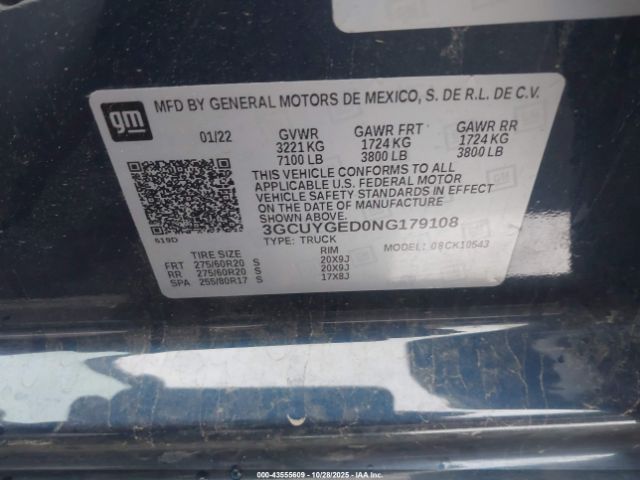 gm
MFD BY GENERAL MOTORS DE MEXICO, S. DE R.L. DE C.V.
01/22 GVWR GAWR FRT GAWR RR
3221 KG 1724 KG 1724 KG
7100 LB 3800 LB 3800 LB
THIS VEHICLE CONFORMS TO ALL
APPLICABLE U.S. FEDERAL MOTOR
VEHICLE SAFETY STANDARDS IN EFFECT
ON THE DATE OF MANUFACTURE
SHOWN ABOVE.
3GCUYGED0NG179108
519D TYPE: TRUCK MODEL: 08CK10543
TIRE SIZE RIM
FRT 275/60R20 S 20X9J
RR 275/60R20 S 20X9J
SPA 255/80R17 S 17X8J
000-43555609 | 10/28/2025 | IAAI.com